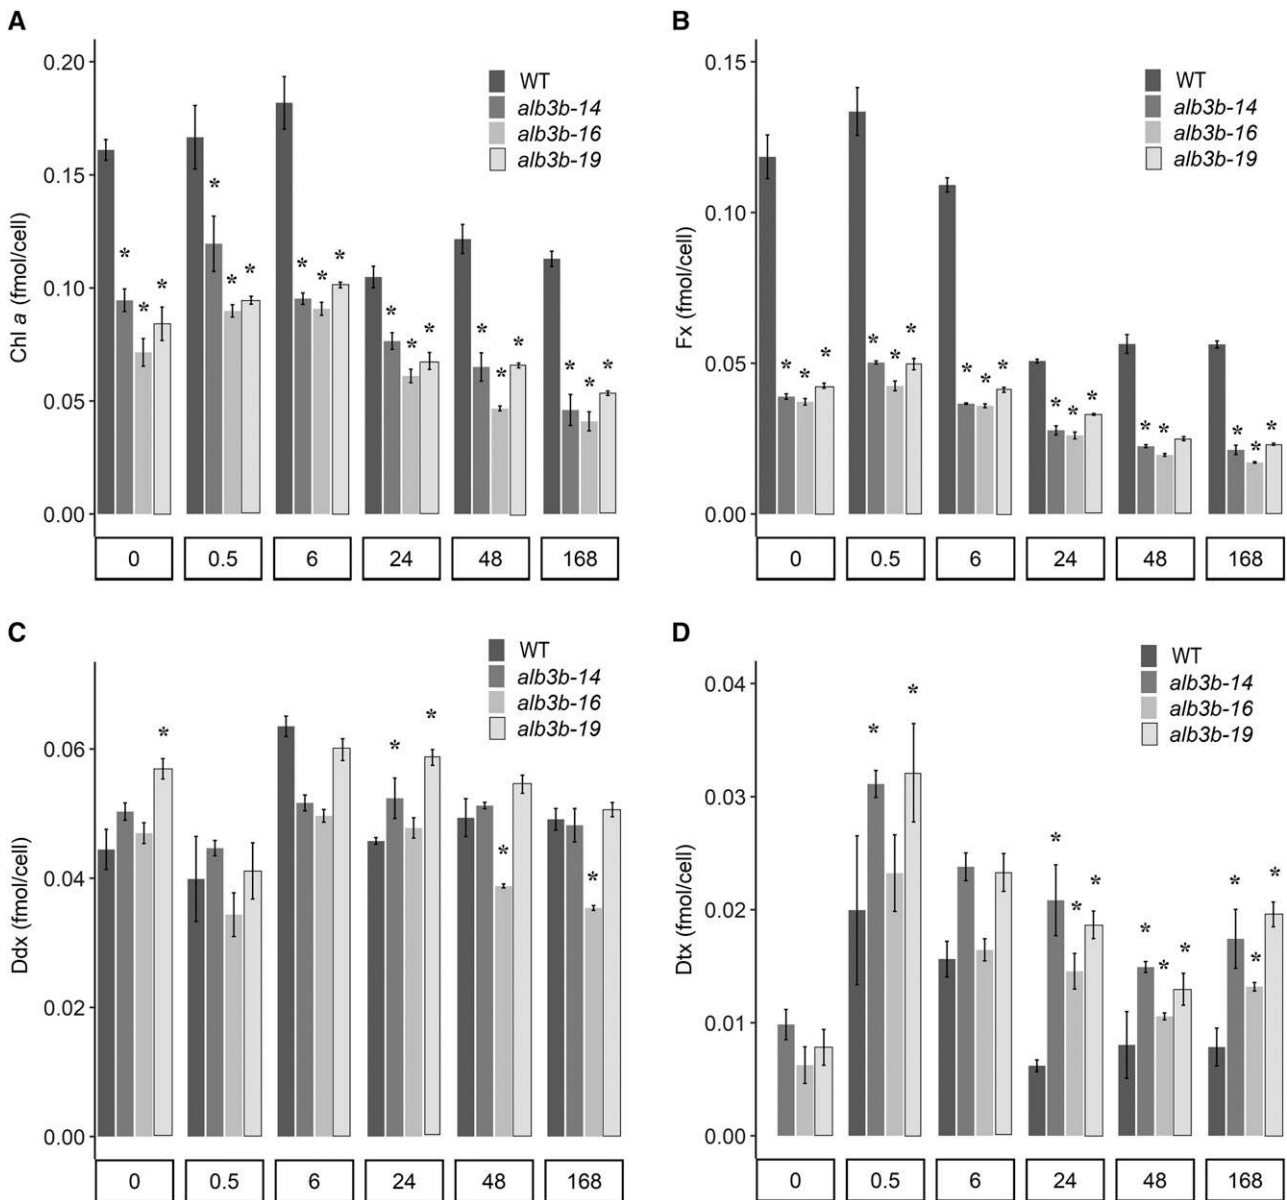 A
Chl a (fmol/cell)
0.20
0.15
0.10
0.05
0.00
WT
alb3b-14
alb3b-16
alb3b-19
* * * * * * * * * * * * * * * * * *
0 0.5 6 24 48 168
B
Fx (fmol/cell)
0.15
0.10
0.05
0.00
WT
alb3b-14
alb3b-16
alb3b-19
* * * * * * * * * * * * * * * * *
0 0.5 6 24 48 168
C
Ddx (fmol/cell)
0.06
0.04
0.02
0.00
WT
alb3b-14
alb3b-16
alb3b-19
* * * * *
0 0.5 6 24 48 168
D
Dtx (fmol/cell)
0.04
0.03
0.02
0.01
0.00
WT
alb3b-14
alb3b-16
alb3b-19
* * * * * * * * * * *
0 0.5 6 24 48 168